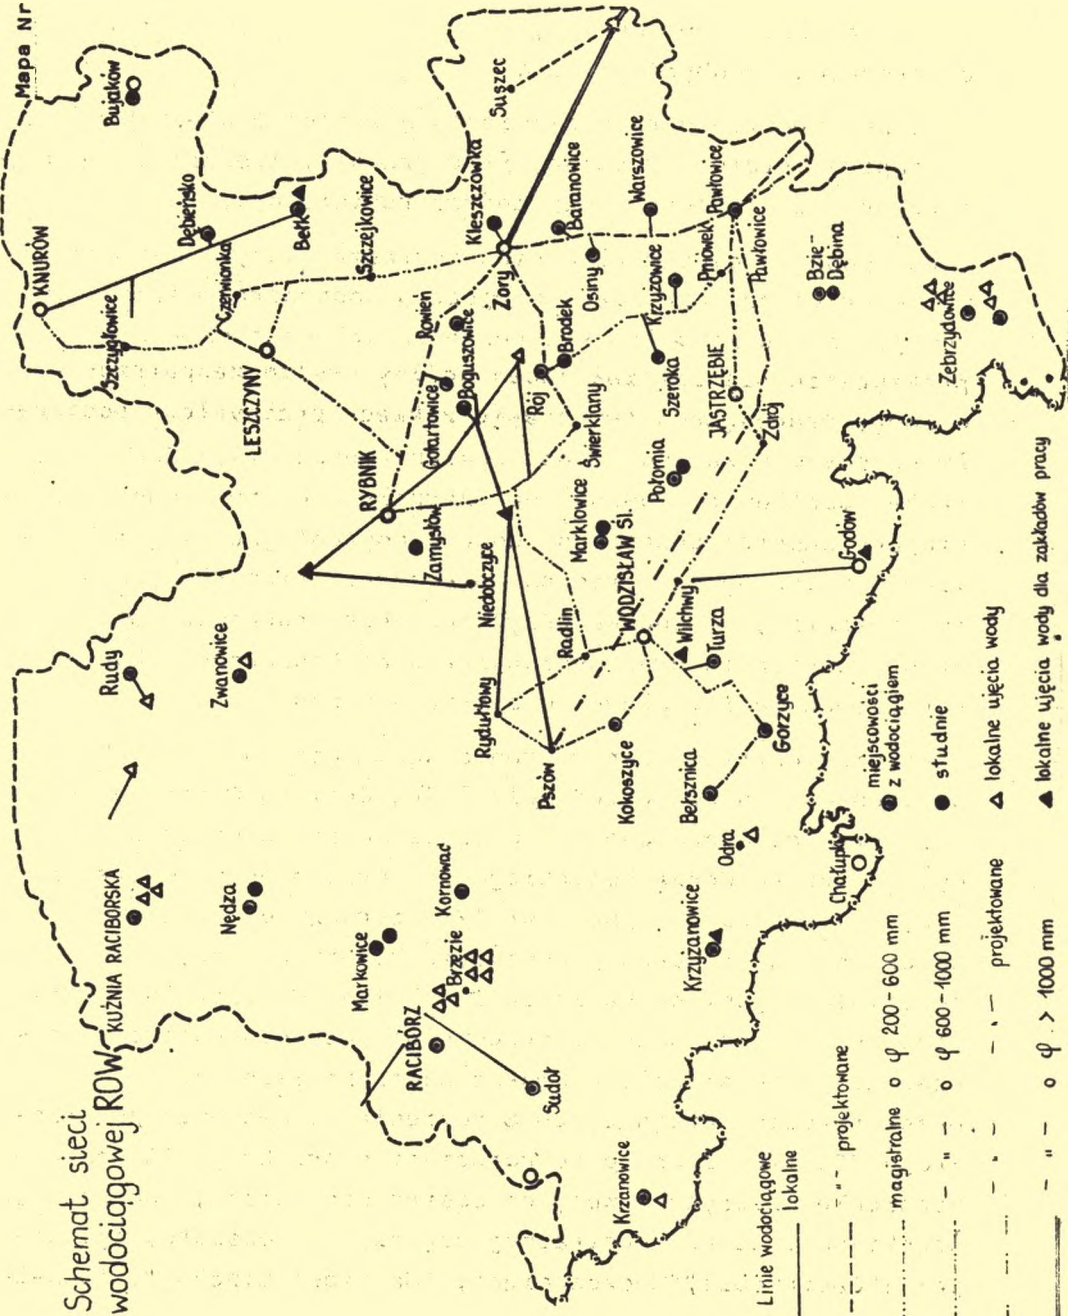 Mapa Nr
Schemat sieci
wodociągowej ROW
KNURÓW
Bujaków
Szczygłowice
Dębieńsko
Czerwionka
Bełk
Szczejkowice
LESZCZYNY
Suszec
Kleszczówka
Żory
Baranowice
Osiny
Warszowice
Krzyżowice
Pniówek
Pawłowice
Pawłowice
Rowień
Boguszowice
Gotartowice
Rój
Brodek
Świerklany
Szeroka
RYBNIK
Zamysłów
Niedobczyce
Marklowice
Połomia
JASTRZĘBIE
Zdrój
Bzie-
Dębina
Zebrzydowice
Rudy
Zwanowice
Radlin
WODZISŁAW Śl.
Wilchwy
Turza
Godów
Rydułtowy
Pszów
Kokoszyce
Bełsznica
Gorzyce
KUŹNIA RACIBORSKA
Nędza
Markowice
Kornowac
Brzezie
RACIBÓRZ
Sudoł
Krzanowice
Krzyżanowice
Odra
Chałupki
Linie wodociągowe
lokalne
- " - projektowane
magistralne o φ 200-600 mm
- " - o φ 600-1000 mm
- " - - " - projektowane
- " - o φ > 1000 mm
miejscowości
z wodociągiem
studnie
lokalne ujęcia wody
lokalne ujęcia wody dla zakładów pracy